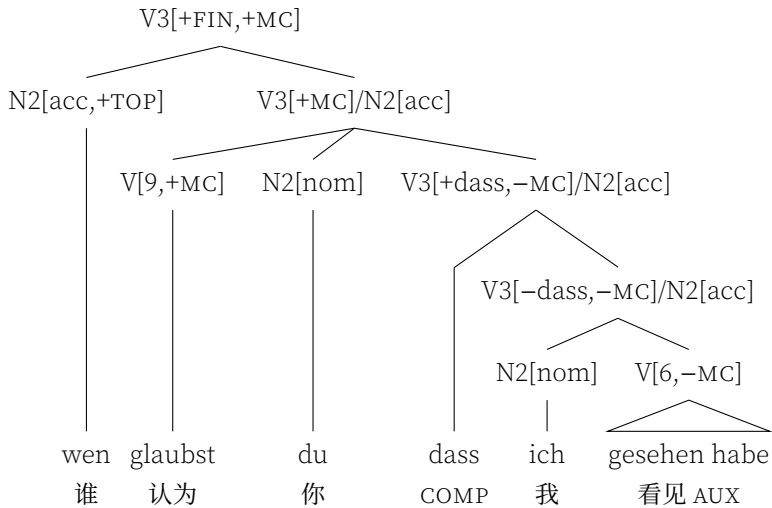 V3[+FIN,+MC]
N2[acc,+TOP] V3[+MC]/N2[acc]
V[9,+MC] N2[nom] V3[+dass,−MC]/N2[acc]
V3[−dass,−MC]/N2[acc]
N2[nom] V[6,−MC]
wen glaubst du dass ich gesehen habe
谁 认为 你 COMP 我 看见 AUX